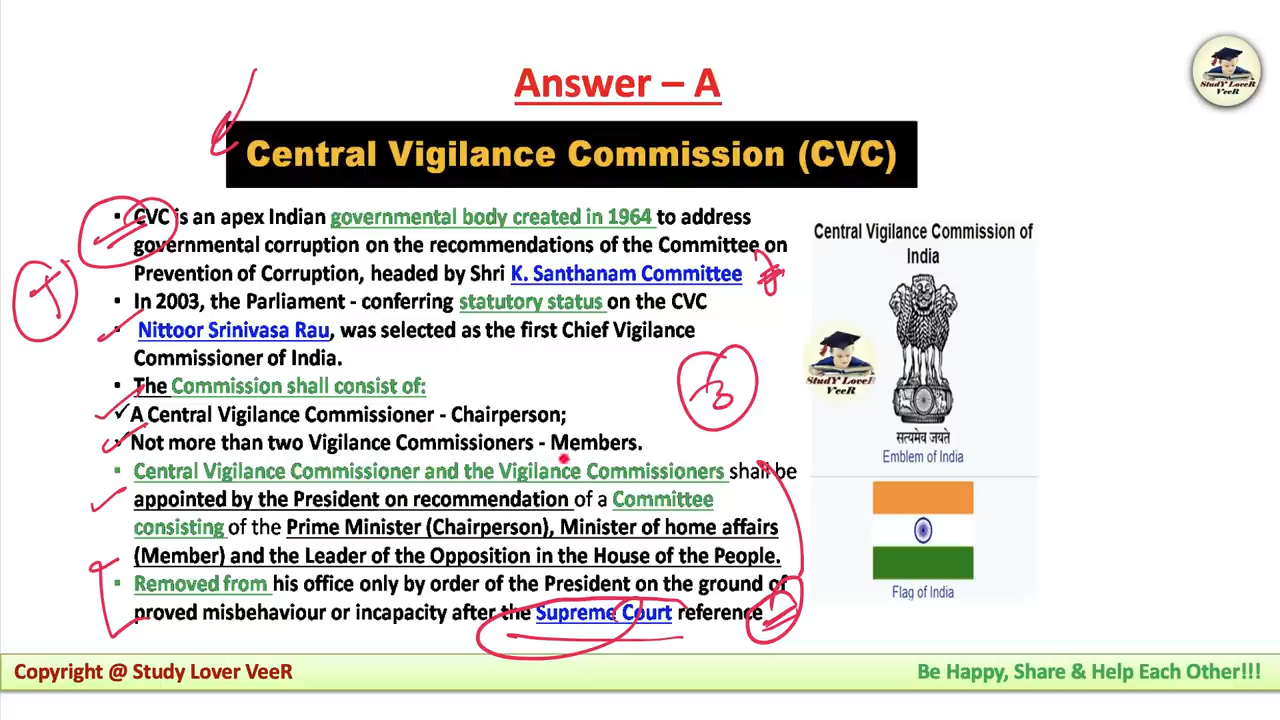 Answer – A
StudY LoveR
VeeR
Central Vigilance Commission (CVC)
• CVC is an apex Indian governmental body created in 1964 to address
governmental corruption on the recommendations of the Committee on
Prevention of Corruption, headed by Shri K. Santhanam Committee
• In 2003, the Parliament - conferring statutory status on the CVC
• Nittoor Srinivasa Rau, was selected as the first Chief Vigilance
Commissioner of India.
• The Commission shall consist of:
✓A Central Vigilance Commissioner - Chairperson;
✓Not more than two Vigilance Commissioners - Members.
▪ Central Vigilance Commissioner and the Vigilance Commissioners shall be
appointed by the President on recommendation of a Committee
consisting of the Prime Minister (Chairperson), Minister of home affairs
(Member) and the Leader of the Opposition in the House of the People.
▪ Removed from his office only by order of the President on the ground of
proved misbehaviour or incapacity after the Supreme Court reference
3
Central Vigilance Commission of
India
StudY LoveR
VeeR
सत्यमेव जयते
Emblem of India
Flag of India
Copyright @ Study Lover VeeR
Be Happy, Share & Help Each Other!!!